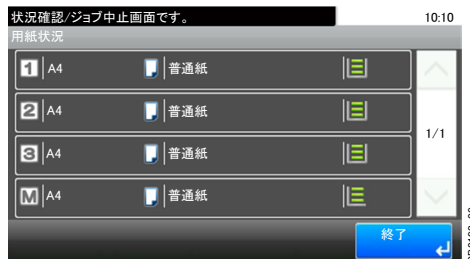 状況確認/ジョブ中止画面です。 10:10
用紙状況
1 A4 普通紙
2 A4 普通紙
3 A4 普通紙
M A4 普通紙
1/1
終了